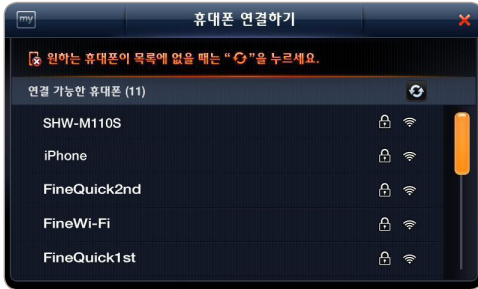 my
휴대폰 연결하기
원하는 휴대폰이 목록에 없을 때는 “ ”을 누르세요.
연결 가능한 휴대폰 (11)
SHW-M110S
iPhone
FineQuick2nd
FineWi-Fi
FineQuick1st